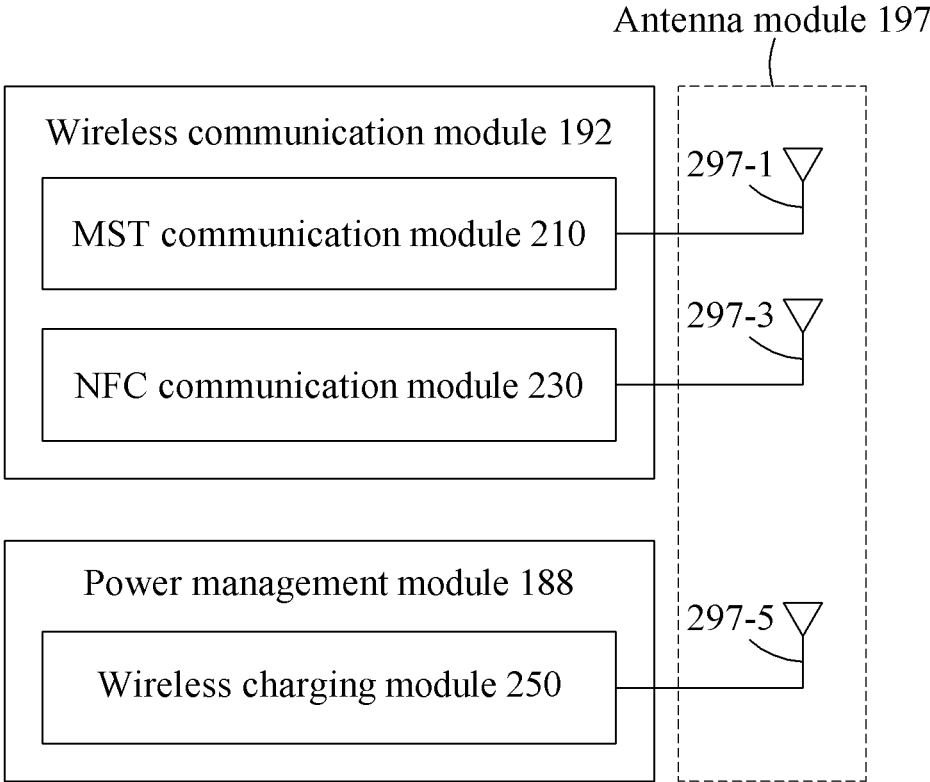 Antenna module 197
Wireless communication module 192
297-1
MST communication module 210
297-3
NFC communication module 230
Power management module 188
297-5
Wireless charging module 250